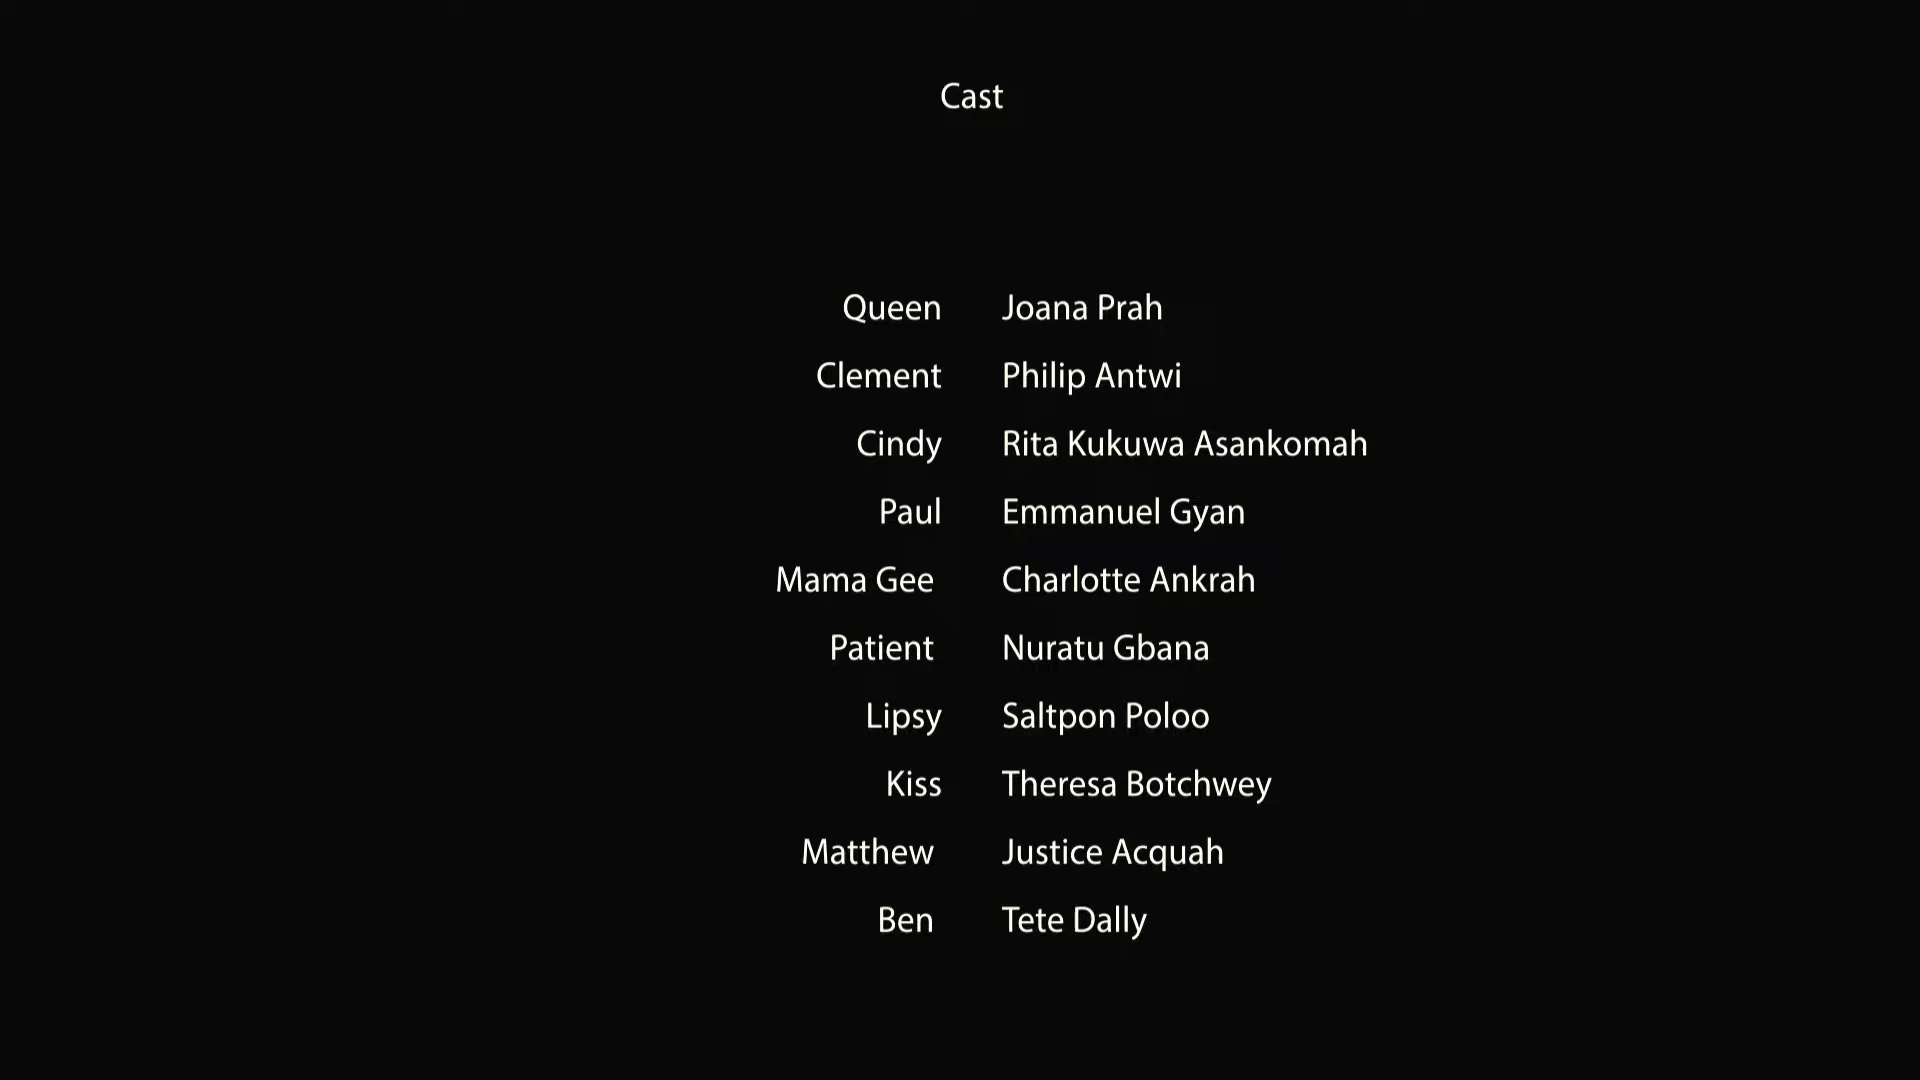 Cast
Queen Joana Prah
Clement Philip Antwi
Cindy Rita Kukuwa Asankomah
Paul Emmanuel Gyan
Mama Gee Charlotte Ankrah
Patient Nuratu Gbana
Lipsy Saltpon Poloo
Kiss Theresa Botchwey
Matthew Justice Acquah
Ben Tete Dally